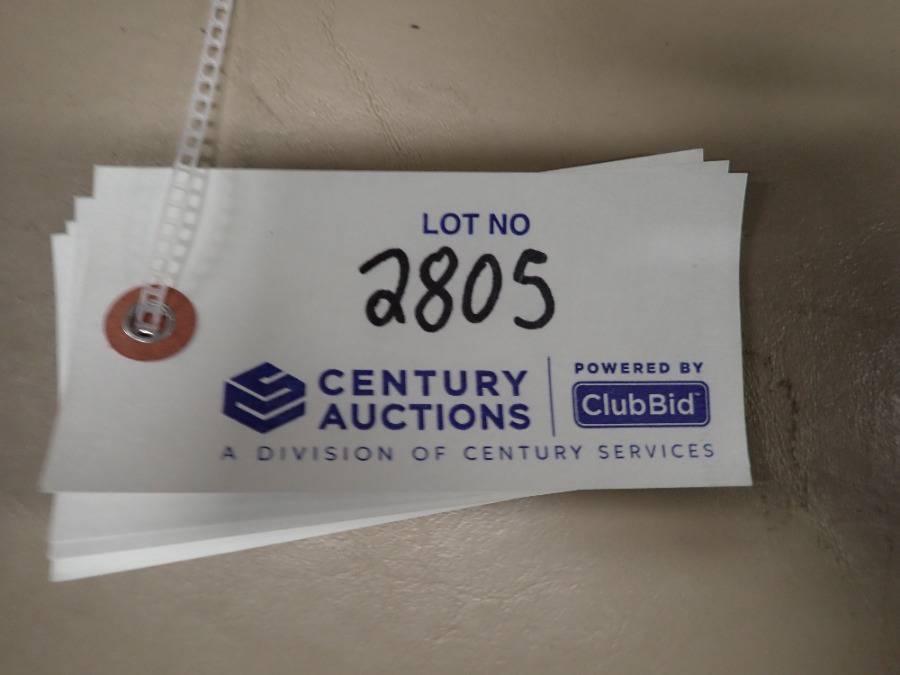 LOT NO
2805
CENTURY AUCTIONS
POWERED BY
ClubBid™
A DIVISION OF CENTURY SERVICES